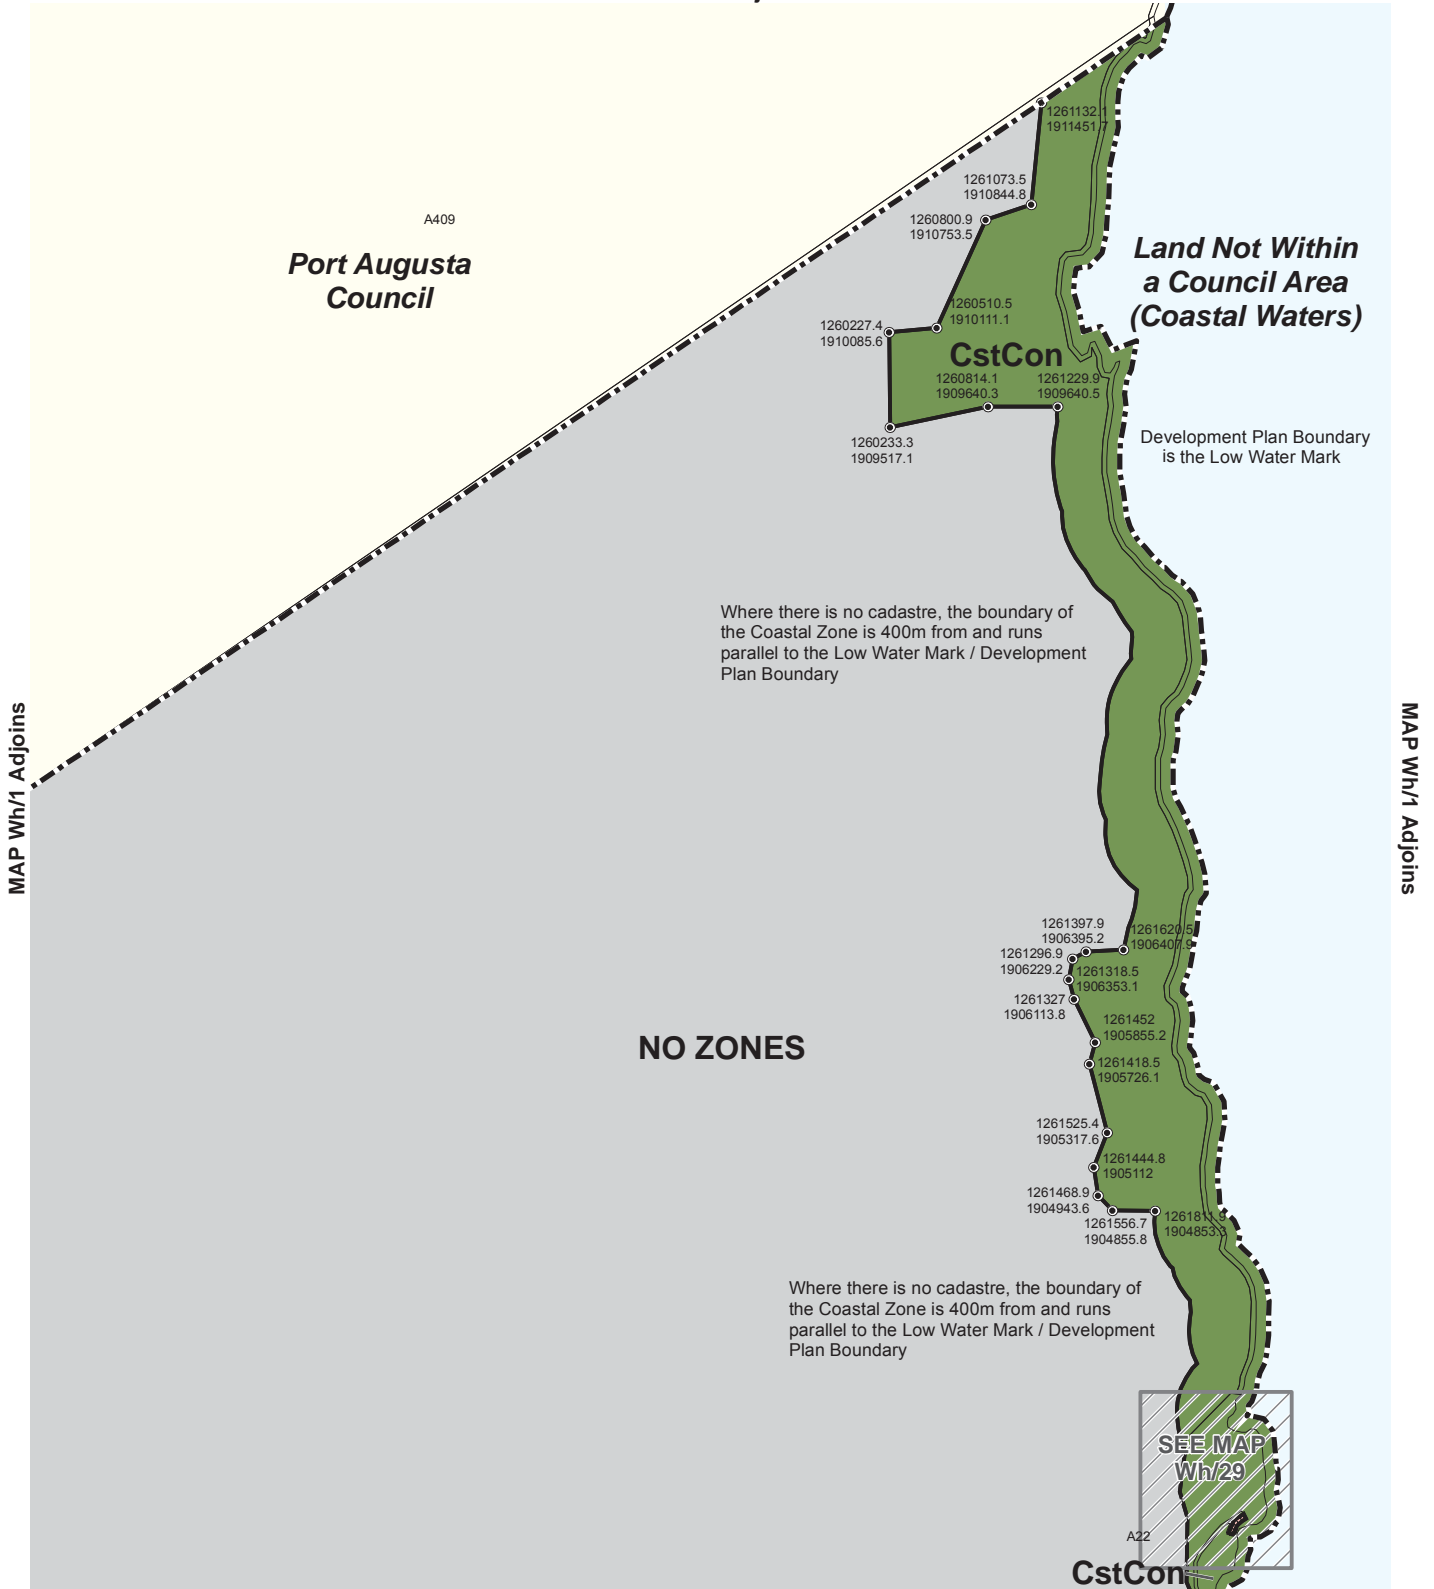 1261132.1
1911451.7
1261073.5
1910844.8
1260800.9
1910753.5
A409
Port Augusta
Council
Land Not Within
a Council Area
(Coastal Waters)
1260510.5
1910111.1
1260227.4
1910085.6
CstCon
1260814.1
1909640.3
1261229.9
1909640.5
1260233.3
1909517.1
Development Plan Boundary
is the Low Water Mark
Where there is no cadastre, the boundary of
the Coastal Zone is 400m from and runs
parallel to the Low Water Mark / Development
Plan Boundary
MAP Wh/1 Adjoins
MAP Wh/1 Adjoins
1261397.9
1906395.2
1261620.5
1906407.9
1261296.9
1906229.2
1261318.5
1906353.1
1261327
1906113.8
1261452
1905855.2
NO ZONES
1261418.5
1905726.1
1261525.4
1905317.6
1261444.8
1905112
1261468.9
1904943.6
1261556.7
1904855.8
1261811.9
1904853.3
Where there is no cadastre, the boundary of
the Coastal Zone is 400m from and runs
parallel to the Low Water Mark / Development
Plan Boundary
SEE MAP
Wh/29
A22
CstCon